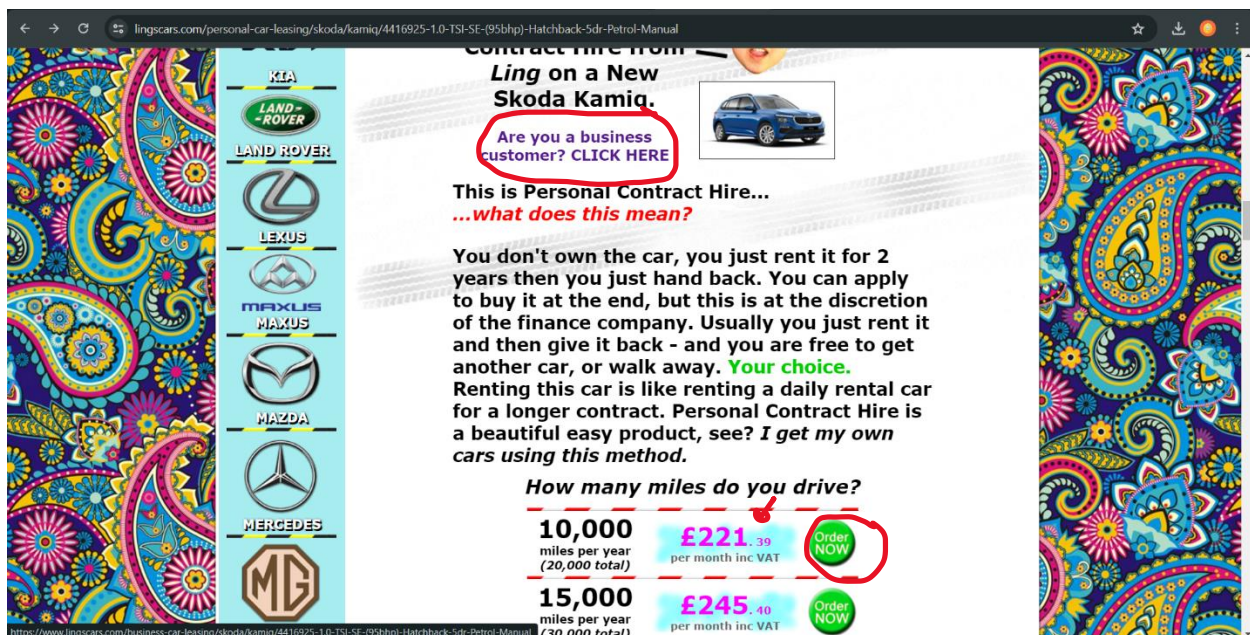 lingscars.com/personal-car-leasing/skoda/kamiq/4416925-1.0-TSI-SE-(95bhp)-Hatchback-5dr-Petrol-Manual
KIA
LAND-
-ROVER
LAND ROVER
LEXUS
MAXUS
MAXUS
MAZDA
MERCEDES
MG
Contract Hire from
Ling on a New
Skoda Kamiq.
Are you a business
customer? CLICK HERE
This is Personal Contract Hire...
...what does this mean?
You don't own the car, you just rent it for 2
years then you just hand back. You can apply
to buy it at the end, but this is at the discretion
of the finance company. Usually you just rent it
and then give it back - and you are free to get
another car, or walk away. Your choice.
Renting this car is like renting a daily rental car
for a longer contract. Personal Contract Hire is
a beautiful easy product, see? I get my own
cars using this method.
How many miles do you drive?
10,000
miles per year
(20,000 total)
£221.39
per month inc VAT
Order
NOW
15,000
miles per year
(30,000 total)
£245.40
per month inc VAT
Order
NOW
https://www.lingscars.com/business-car-leasing/skoda/kamiq/4416925-1.0-TSI-SE-(95bhp)-Hatchback-5dr-Petrol-Manual